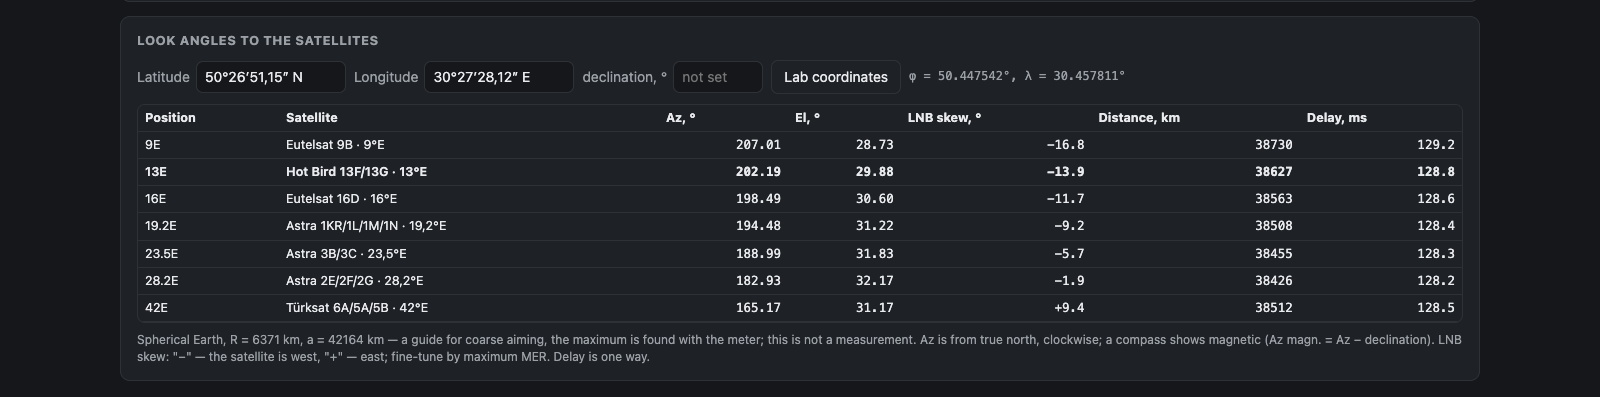 LOOK ANGLES TO THE SATELLITES
Latitude 50°26′51,15″ N Longitude 30°27′28,12″ E declination, ° not set Lab coordinates φ = 50.447542°, λ = 30.457811°
Position Satellite Az, ° El, ° LNB skew, ° Distance, km Delay, ms
9E Eutelsat 9B · 9°E 207.01 28.73 −16.8 38730 129.2
13E Hot Bird 13F/13G · 13°E 202.19 29.88 −13.9 38627 128.8
16E Eutelsat 16D · 16°E 198.49 30.60 −11.7 38563 128.6
19.2E Astra 1KR/1L/1M/1N · 19,2°E 194.48 31.22 −9.2 38508 128.4
23.5E Astra 3B/3C · 23,5°E 188.99 31.83 −5.7 38455 128.3
28.2E Astra 2E/2F/2G · 28,2°E 182.93 32.17 −1.9 38426 128.2
42E Türksat 6A/5A/5B · 42°E 165.17 31.17 +9.4 38512 128.5
Spherical Earth, R = 6371 km, a = 42164 km — a guide for coarse aiming, the maximum is found with the meter; this is not a measurement. Az is from true north, clockwise; a compass shows magnetic (Az magn. = Az − declination). LNB
skew: "−" — the satellite is west, "+" — east; fine-tune by maximum MER. Delay is one way.